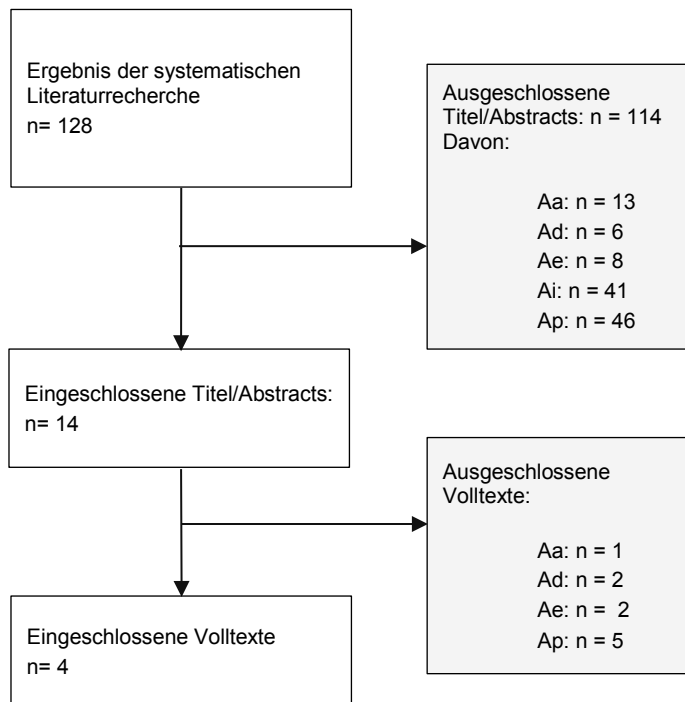 Ergebnis der systematischen
Literaturrecherche
n= 128
Ausgeschlossene
Titel/Abstracts: n = 114
Davon:
Aa: n = 13
Ad: n = 6
Ae: n = 8
Ai: n = 41
Ap: n = 46
Eingeschlossene Titel/Abstracts:
n= 14
Ausgeschlossene
Volltexte:
Aa: n = 1
Ad: n = 2
Ae: n =  2
Ap: n = 5
Eingeschlossene Volltexte
n= 4